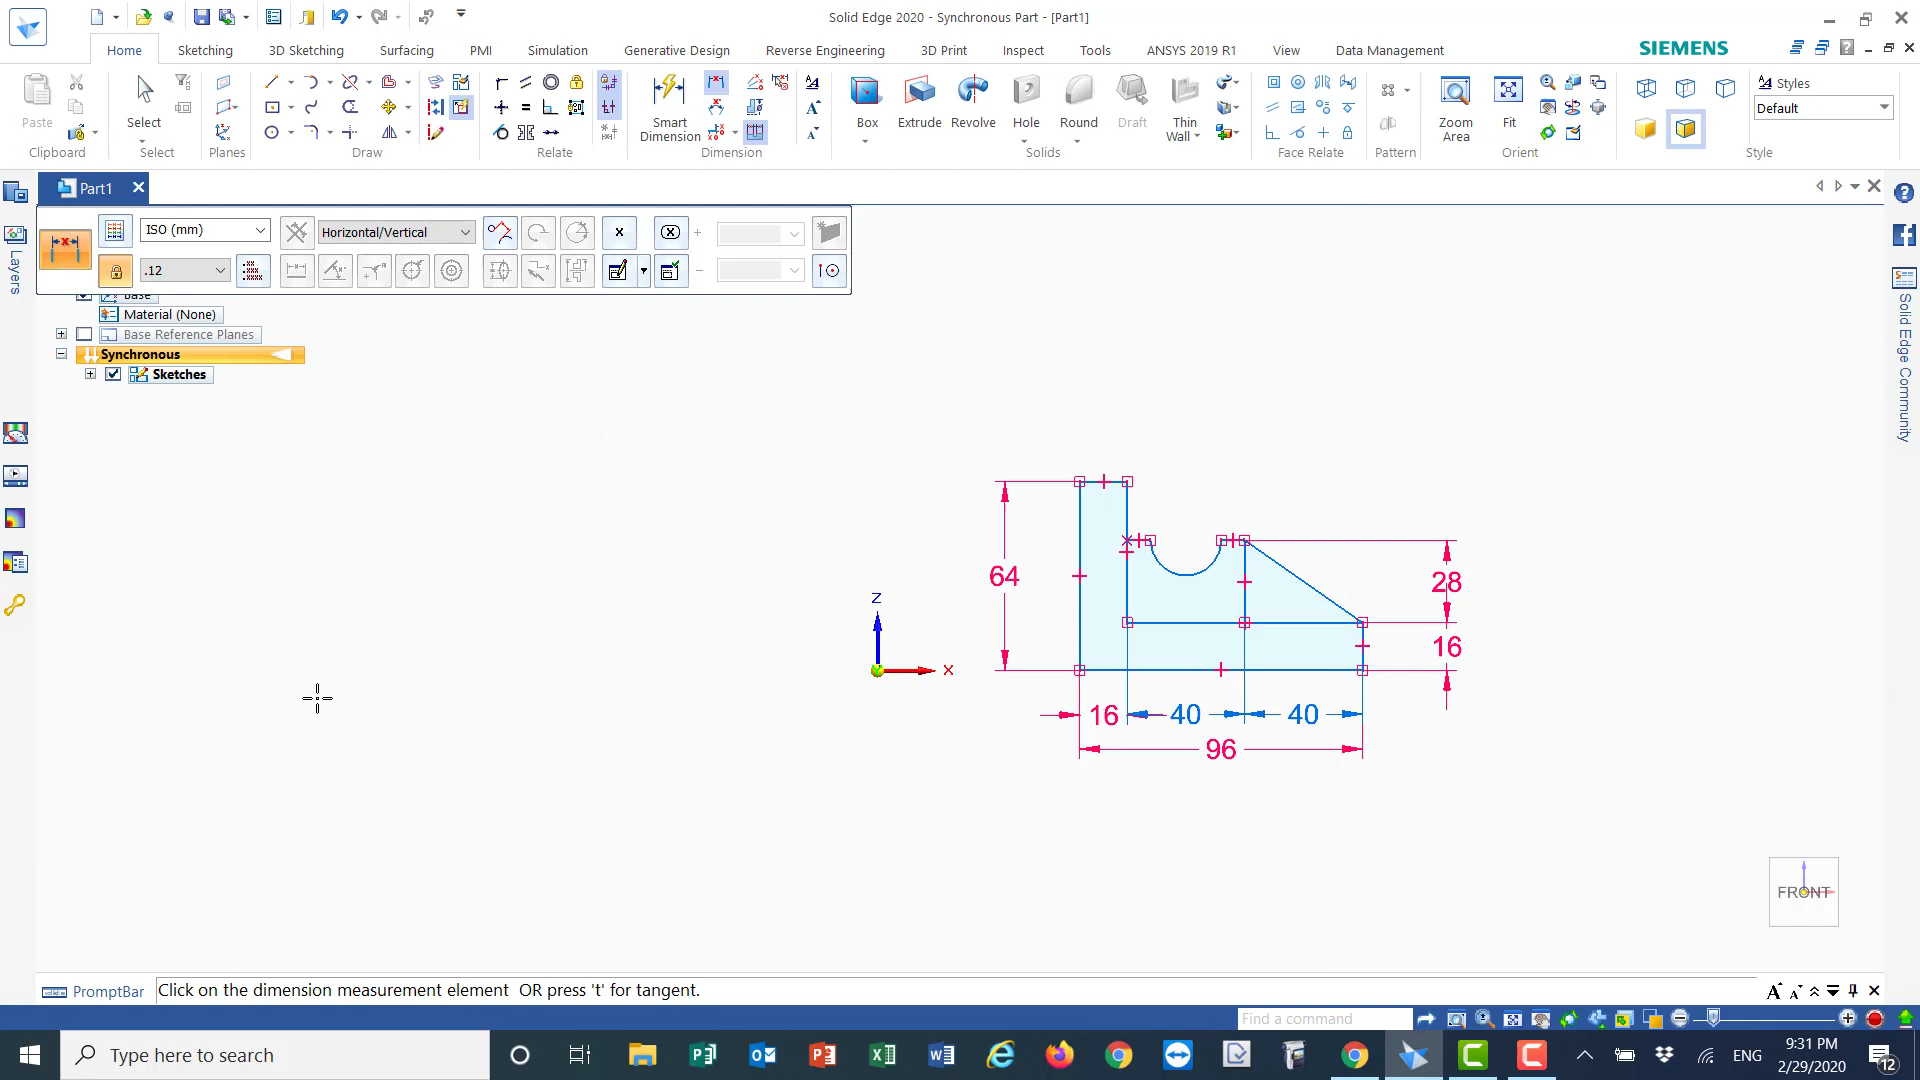 Solid Edge 2020 - Synchronous Part - [Part1]
Home Sketching 3D Sketching Surfacing PMI Simulation Generative Design Reverse Engineering 3D Print Inspect Tools ANSYS 2019 R1 View Data Management
SIEMENS
Paste
Clipboard
Select
Select
Planes
Draw
Relate
Smart Dimension
Dimension
Box
Extrude
Revolve
Hole
Round
Draft
Thin Wall
Solids
Face Relate
Pattern
Zoom Area
Fit
Orient
Styles
Default
Style
Part1
ISO (mm)
Horizontal/Vertical
.12
Layers
Base
Material (None)
Base Reference Planes
Synchronous
Sketches
Solid Edge Community
64
28
16
16
40
40
96
Z
X
FRONT
PromptBar
Click on the dimension measurement element OR press 't' for tangent.
Find a command
Type here to search
ENG
9:31 PM
2/29/2020
12